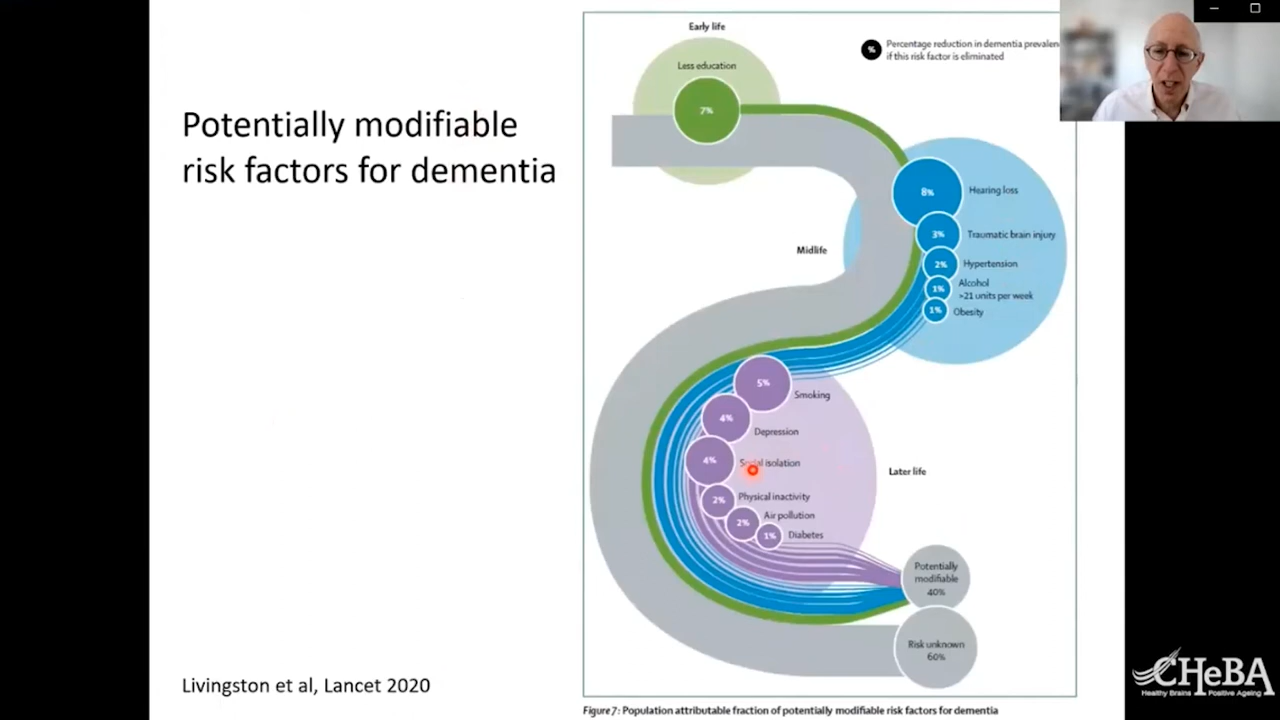 Potentially modifiable
risk factors for dementia
Early life
Less education
7%
%
Percentage reduction in dementia
if this risk factor is eliminated
8%
Hearing loss
3%
Traumatic brain injury
Midlife
2%
Hypertension
1%
Alcohol
>21 units per week
1%
Obesity
5%
Smoking
4%
Depression
4%
isolation
Later life
2%
Physical inactivity
2%
Air pollution
1%
Diabetes
Potentially
modifiable
40%
Risk unknown
60%
Livingston et al, Lancet 2020
Figure 7: Population attributable fraction of potentially modifiable risk factors for dementia
CHeBA
Healthy Brains Positive Ageing